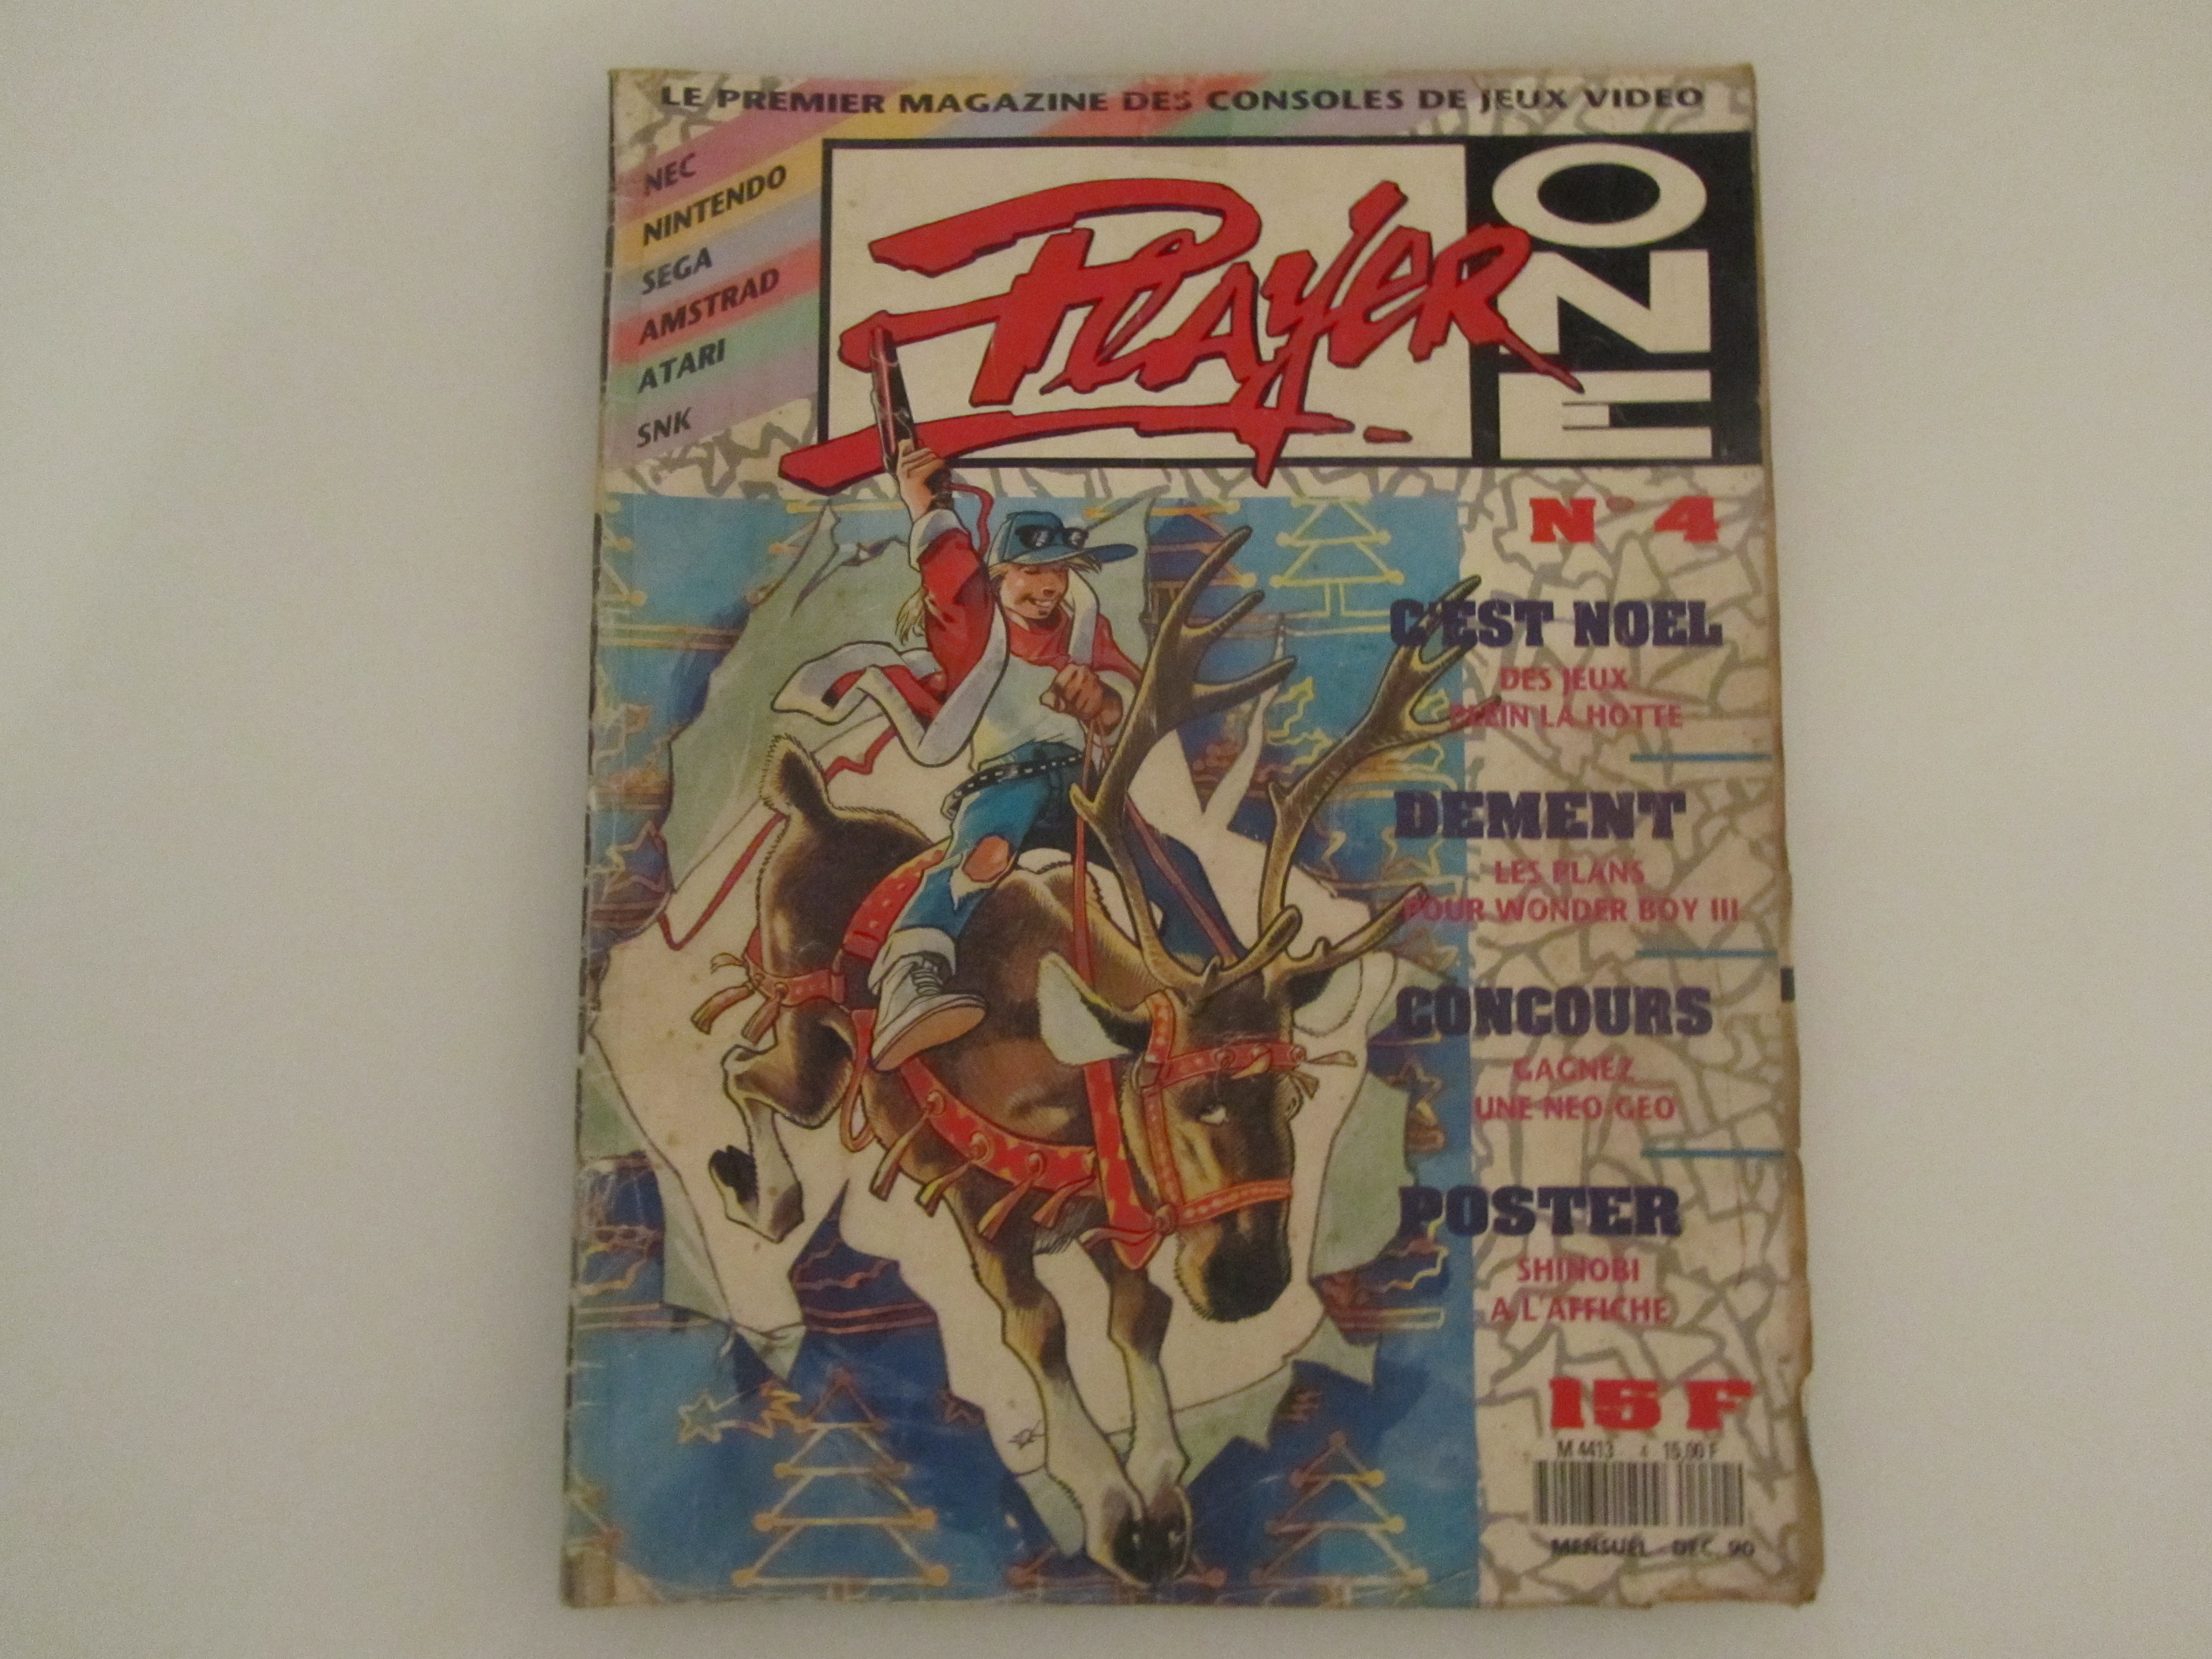 LE PREMIER MAGAZINE DES CONSOLES DE JEUX VIDEO
NEC
NINTENDO
SEGA
AMSTRAD
ATARI
SNK
PLAYER
ONE
N° 4
C'EST NOEL
DES JEUX
PLEIN LA HOTTE
DEMENT
LES PLANS
POUR WONDER BOY III
CONCOURS
GAGNEZ
UNE NEO-GEO
POSTER
SHINOBI
A L'AFFICHE
15 F
M 4413 4 15,00 F
MENSUEL - DEC. 90